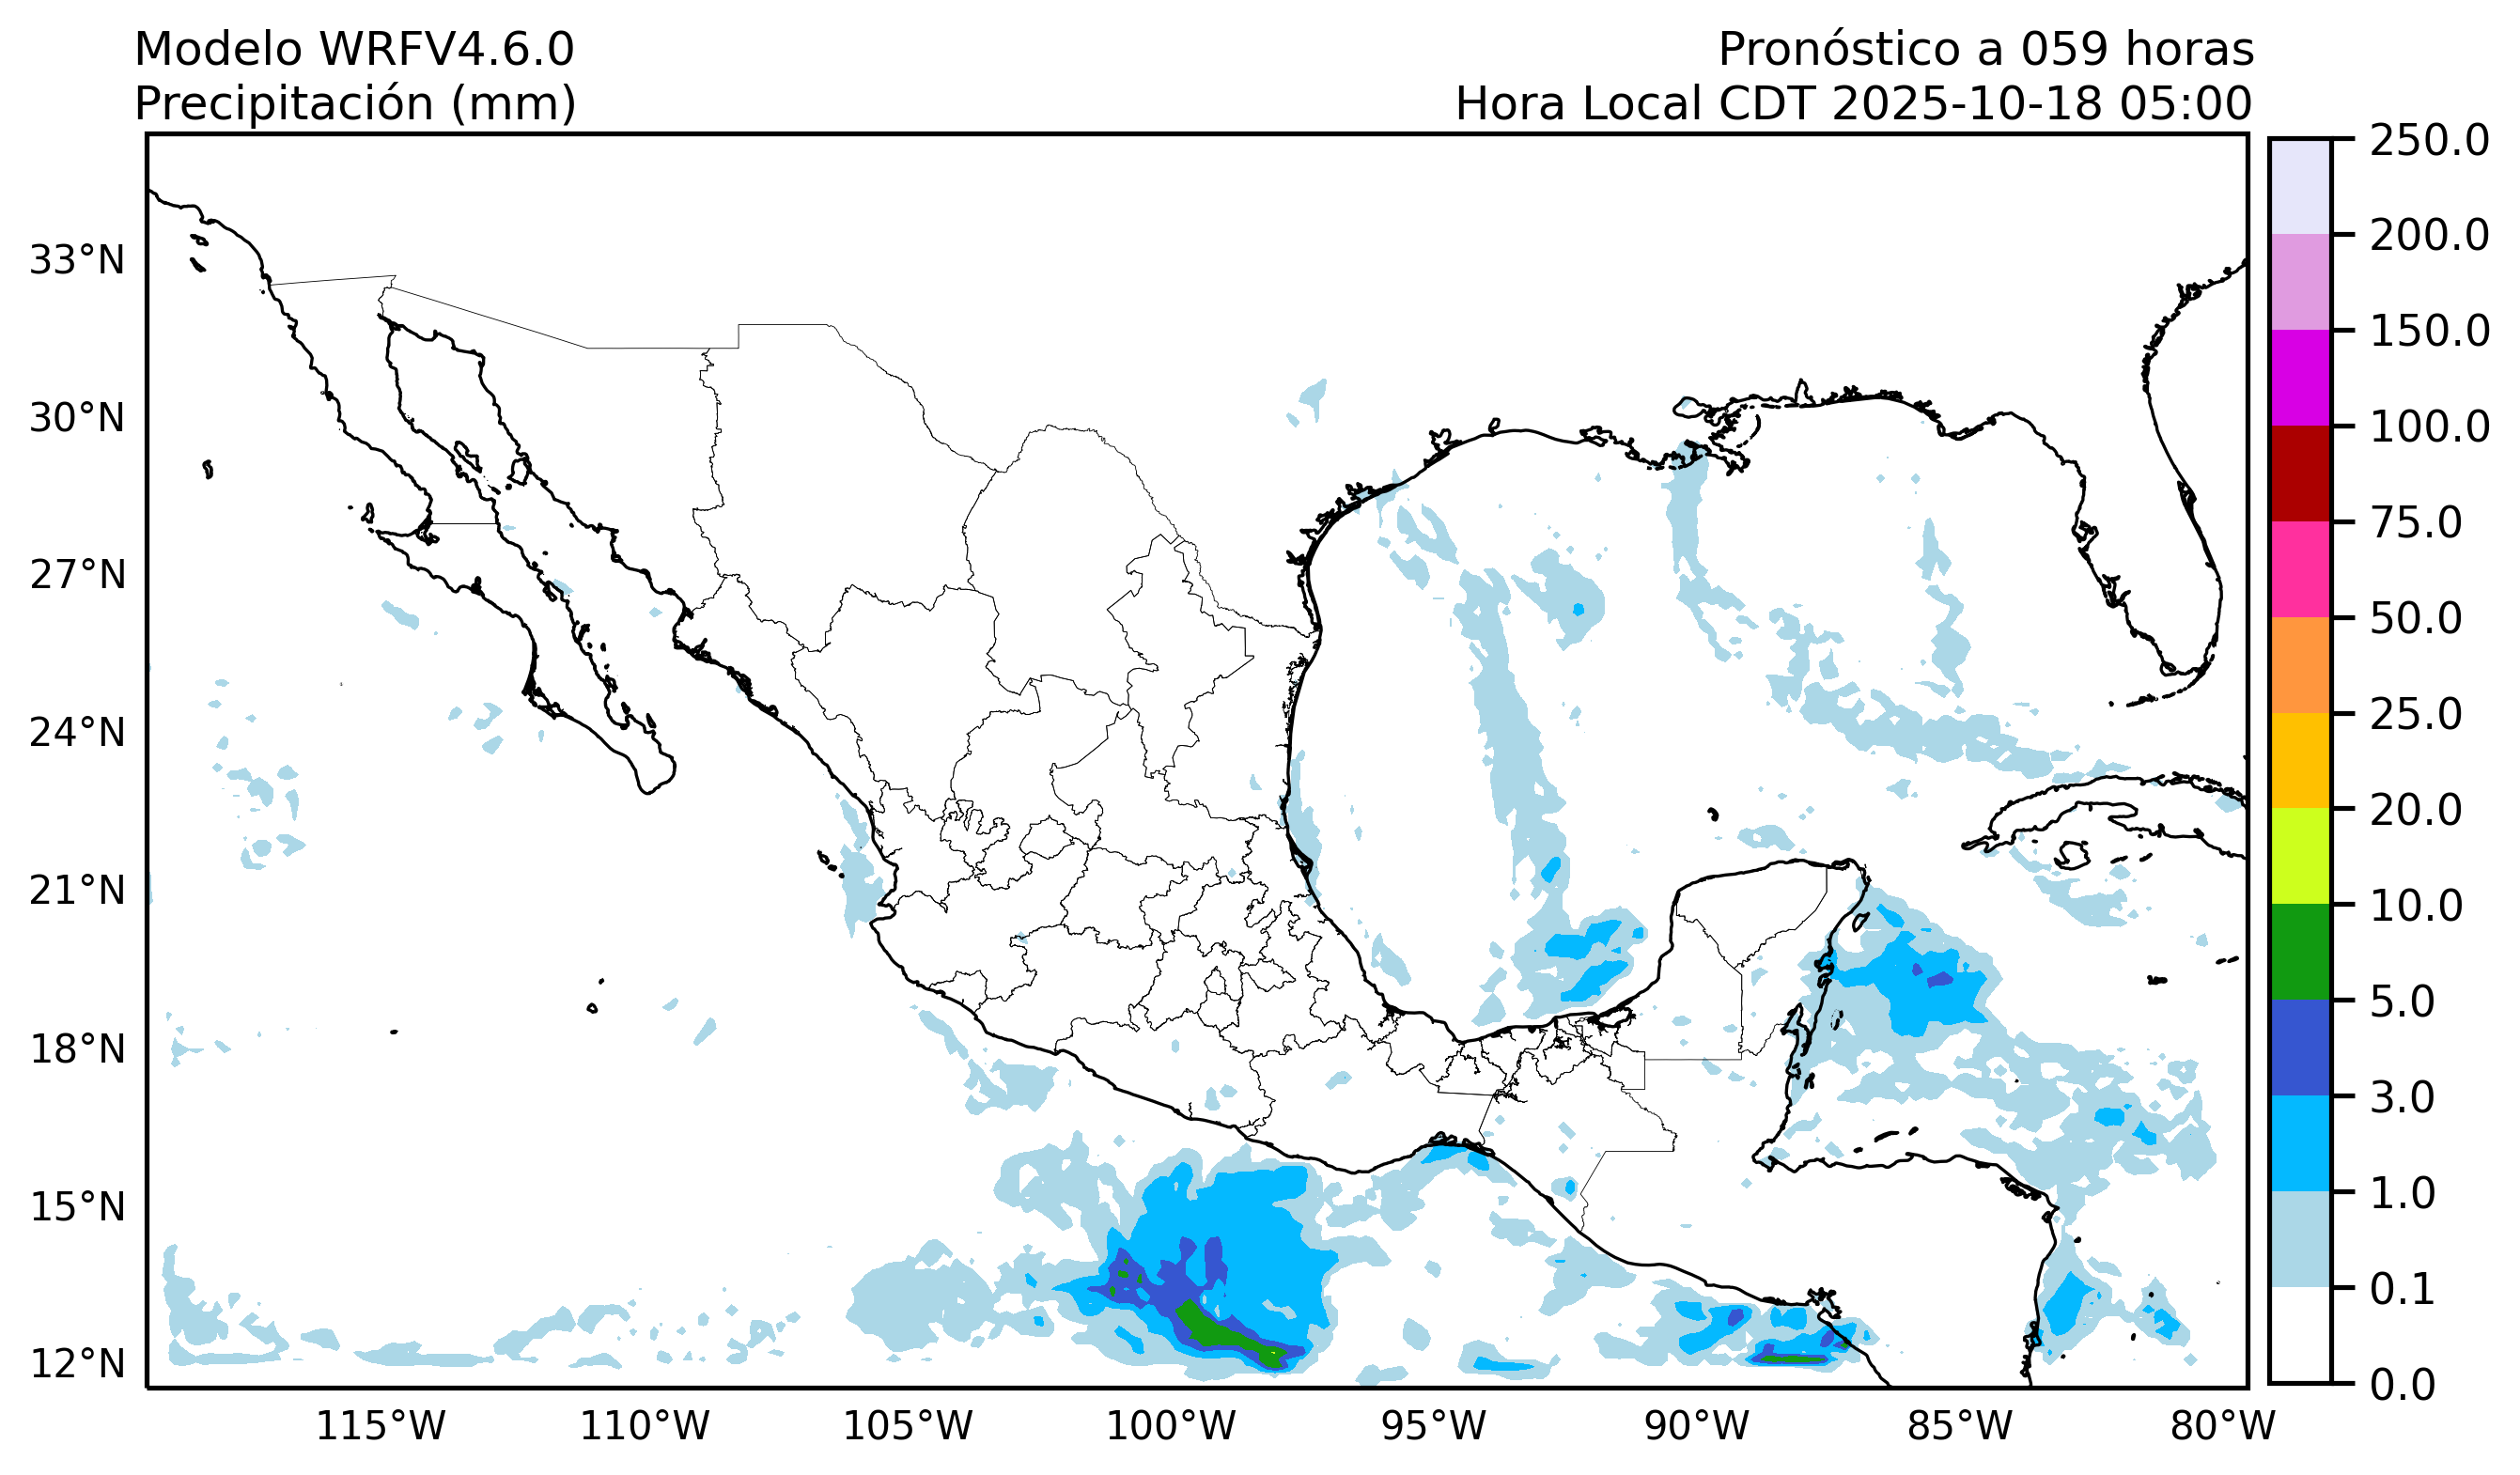 Modelo WRFV4.6.0
Precipitación (mm)
Pronóstico a 059 horas
Hora Local CDT 2025-10-18 05:00
33°N
30°N
27°N
24°N
21°N
18°N
15°N
12°N
115°W
110°W
105°W
100°W
95°W
90°W
85°W
80°W
250.0
200.0
150.0
100.0
75.0
50.0
25.0
20.0
10.0
5.0
3.0
1.0
0.1
0.0